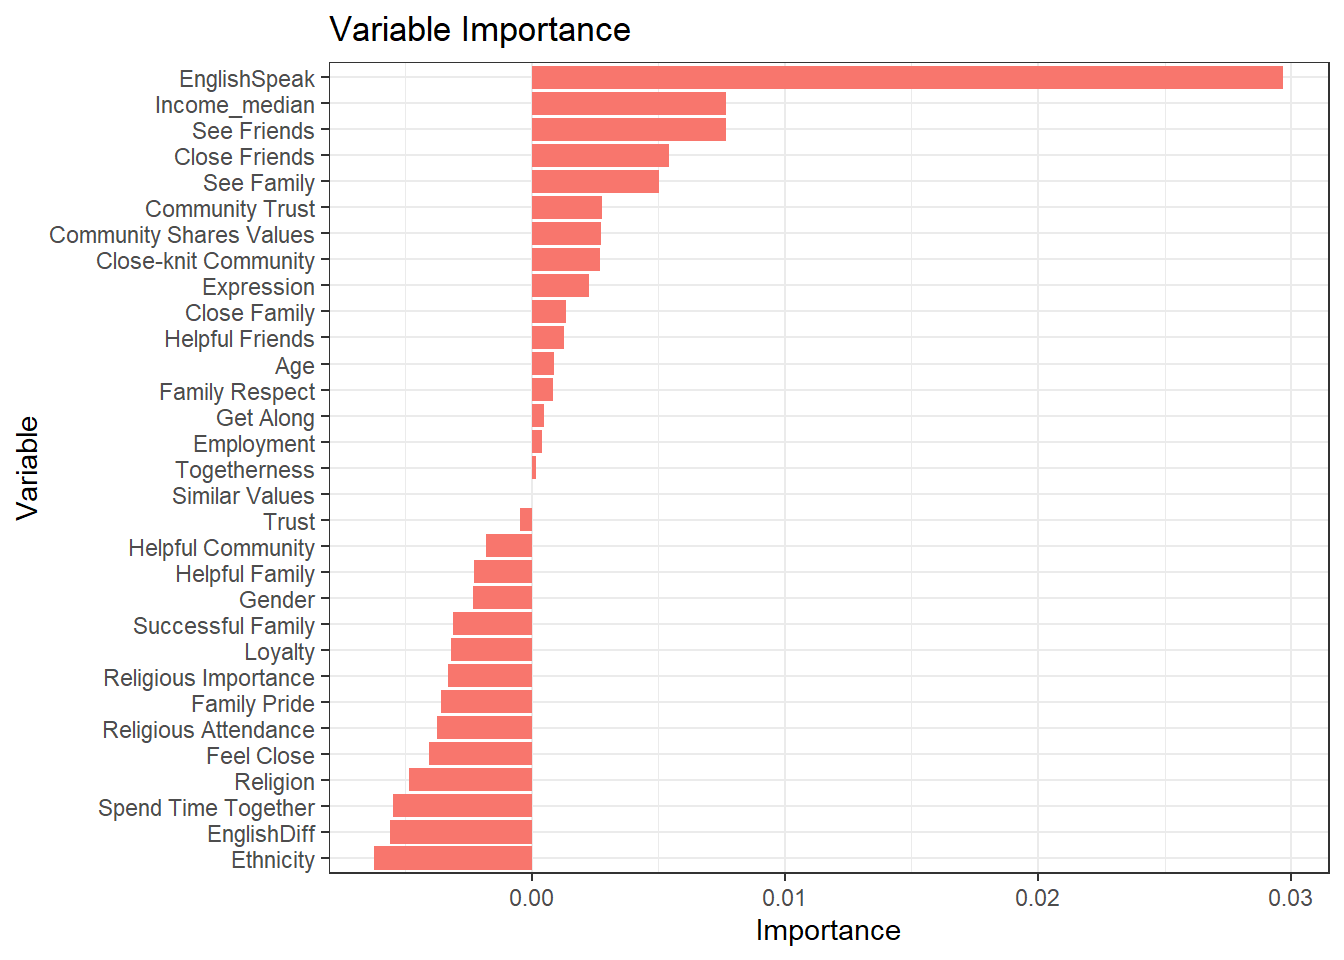 Variable Importance
EnglishSpeak
Income_median
See Friends
Close Friends
See Family
Community Trust
Community Shares Values
Close-knit Community
Expression
Close Family
Helpful Friends
Age
Family Respect
Get Along
Employment
Togetherness
Similar Values
Trust
Helpful Community
Helpful Family
Gender
Successful Family
Loyalty
Religious Importance
Family Pride
Religious Attendance
Feel Close
Religion
Spend Time Together
EnglishDiff
Ethnicity
Variable
0.00 0.01 0.02 0.03
Importance